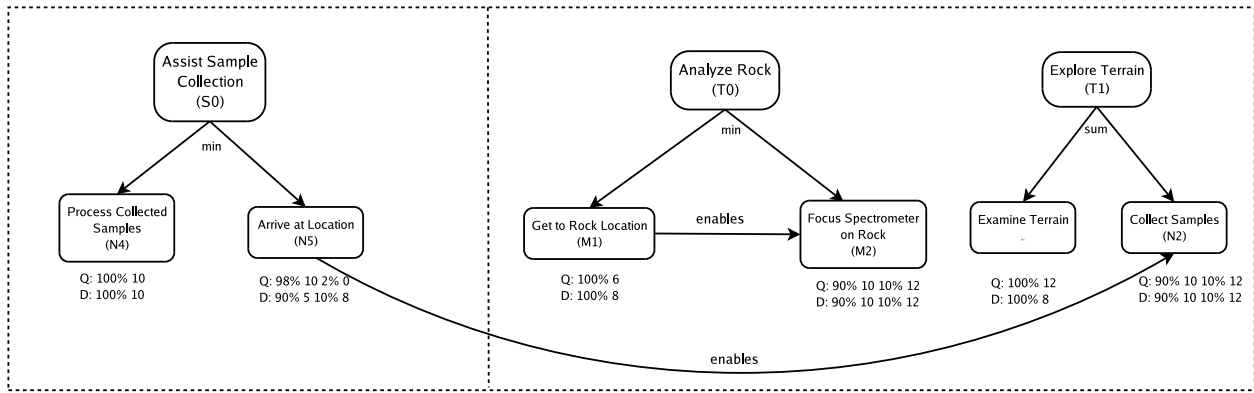 Assist Sample
Collection
(S0)
min
Process Collected
Samples
(N4)
Q: 100% 10
D: 100% 10
Arrive at Location
(N5)
Q: 98% 10 2% 0
D: 90% 5 10% 8
Analyze Rock
(T0)
min
Get to Rock Location
(M1)
Q: 100% 6
D: 100% 8
enables
Focus Spectrometer
on Rock
(M2)
Q: 90% 10 10% 12
D: 90% 10 10% 12
Explore Terrain
(T1)
sum
Examine Terrain
Q: 100% 12
D: 100% 8
Collect Samples
(N2)
Q: 90% 10 10% 12
D: 90% 10 10% 12
enables